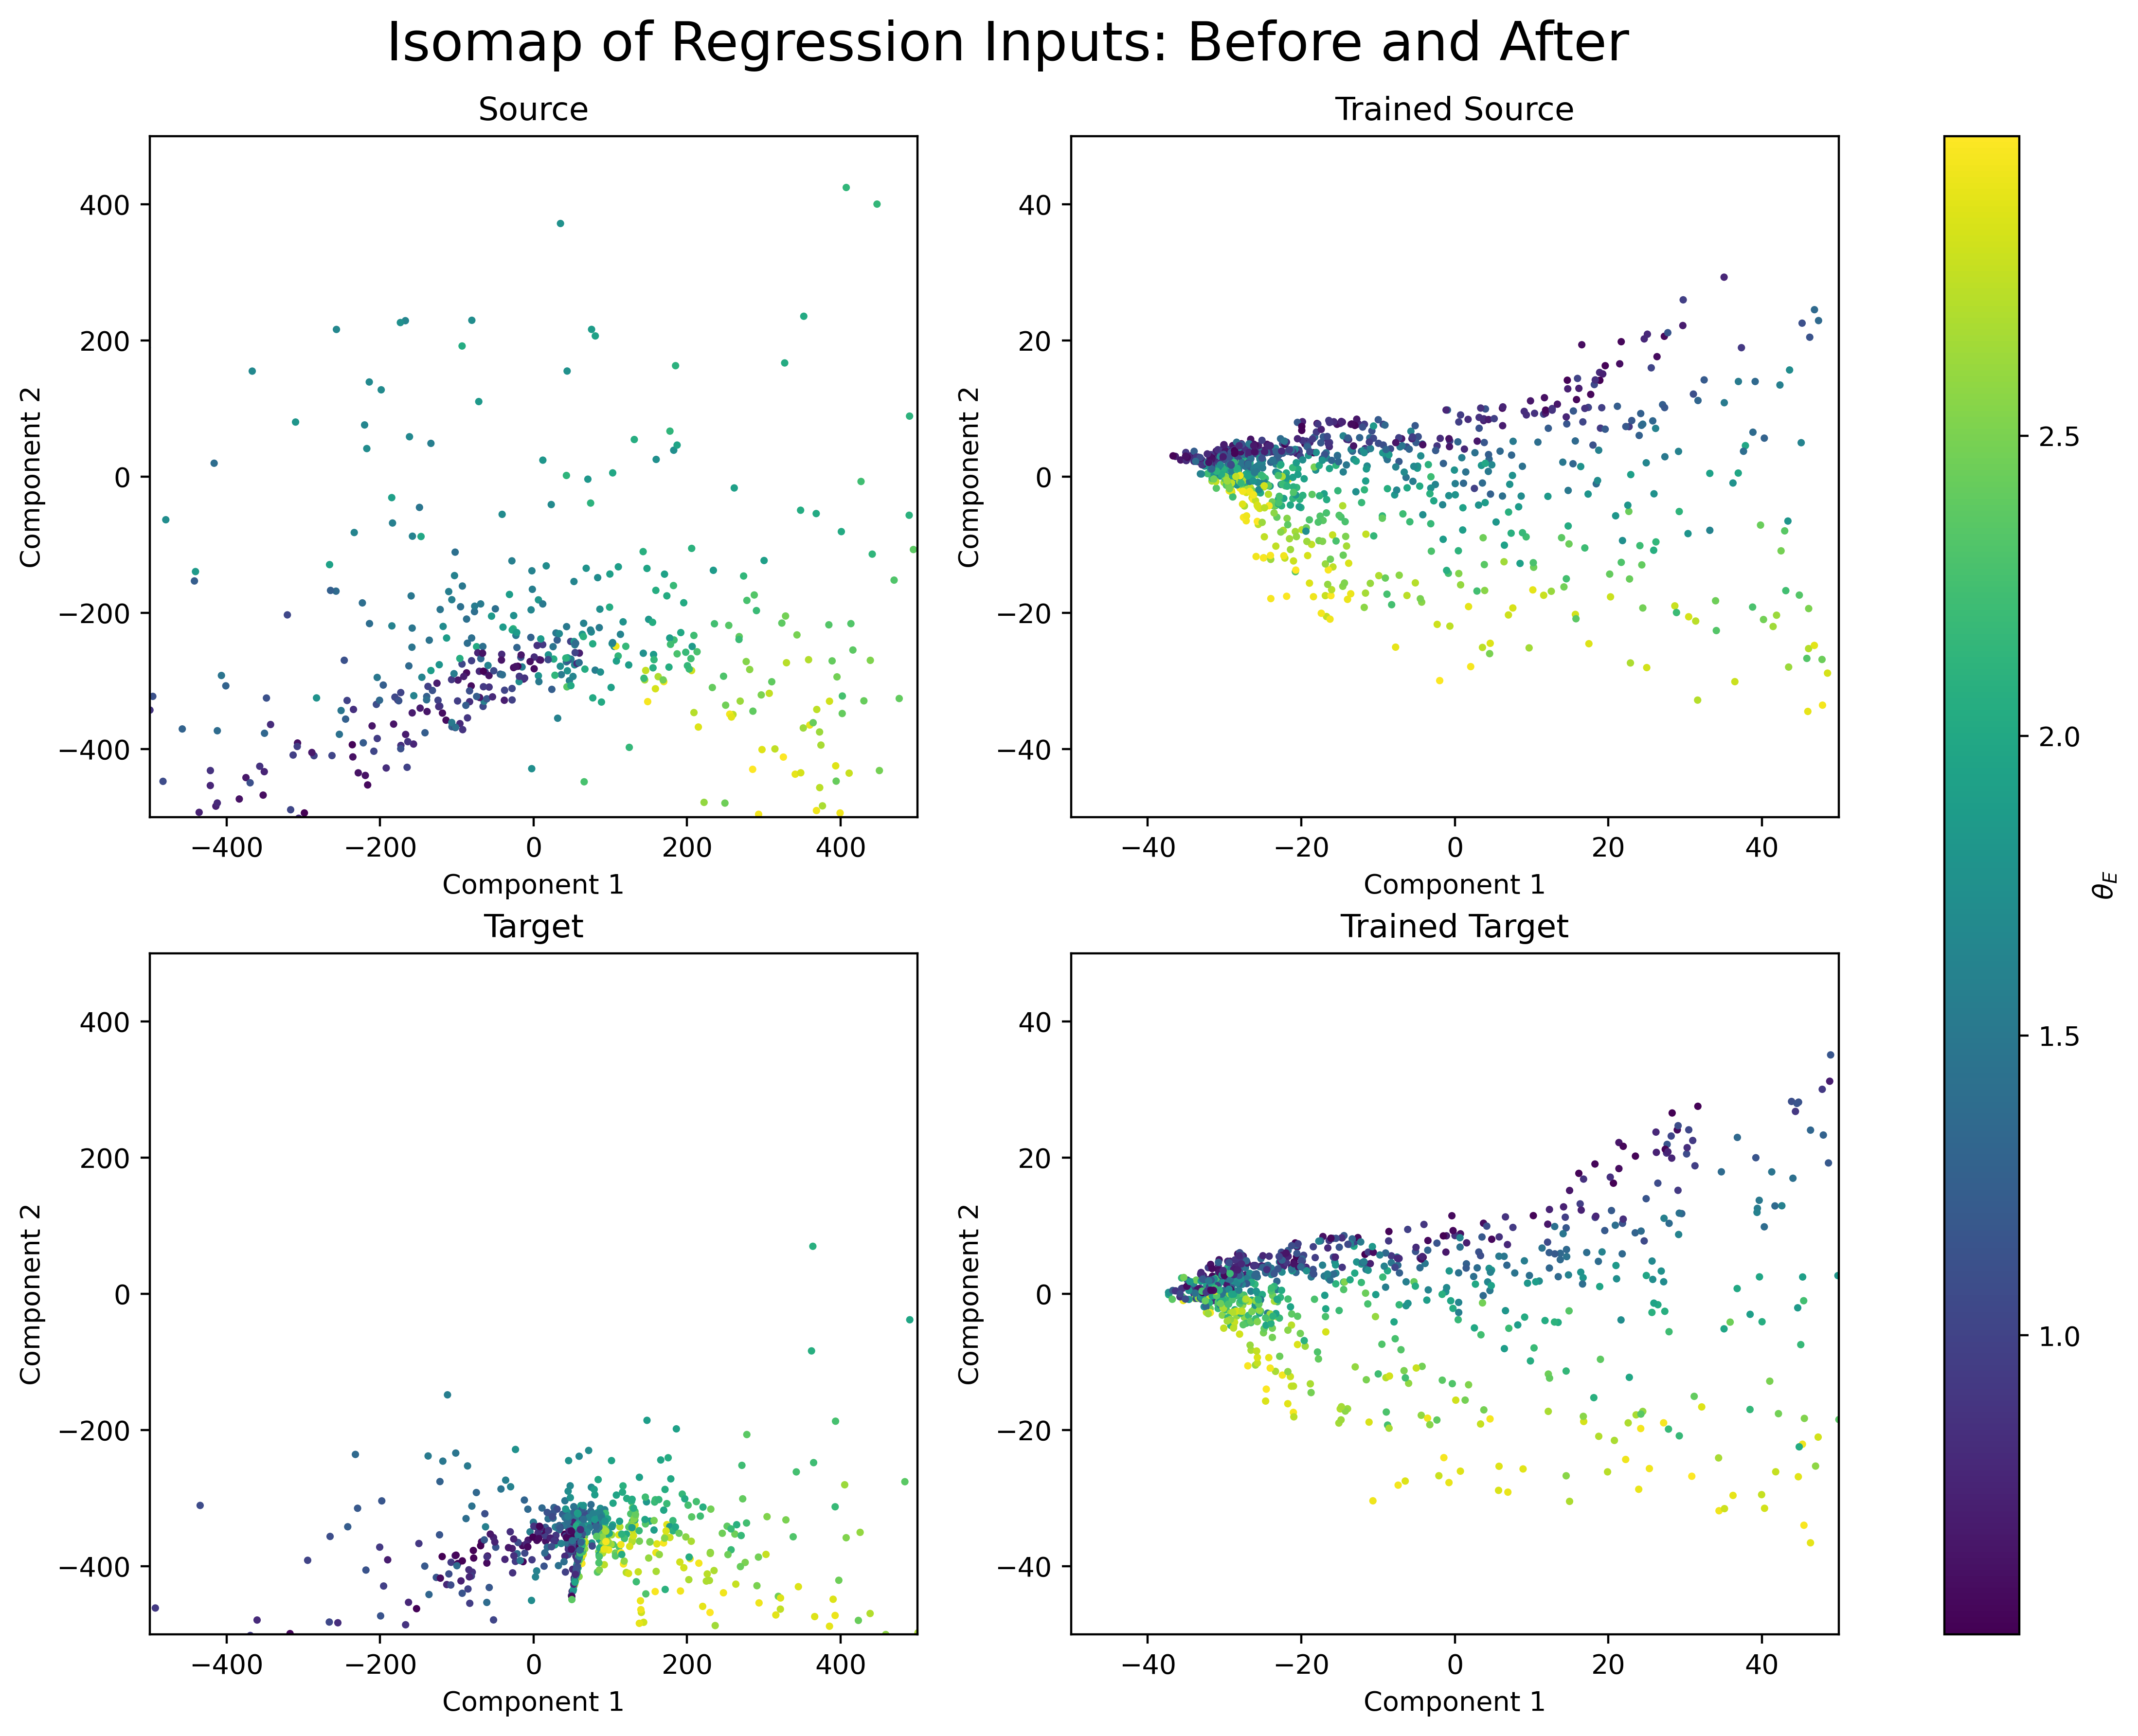 Isomap of Regression Inputs: Before and After
Source
Component 2
400
200
0
−200
−400
−400 −200 0 200 400
Component 1
Trained Source
Component 2
40
20
0
−20
−40
−40 −20 0 20 40
Component 1
Target
Component 2
400
200
0
−200
−400
−400 −200 0 200 400
Component 1
Trained Target
Component 2
40
20
0
−20
−40
−40 −20 0 20 40
Component 1
2.5
2.0
1.5
1.0
θ_E